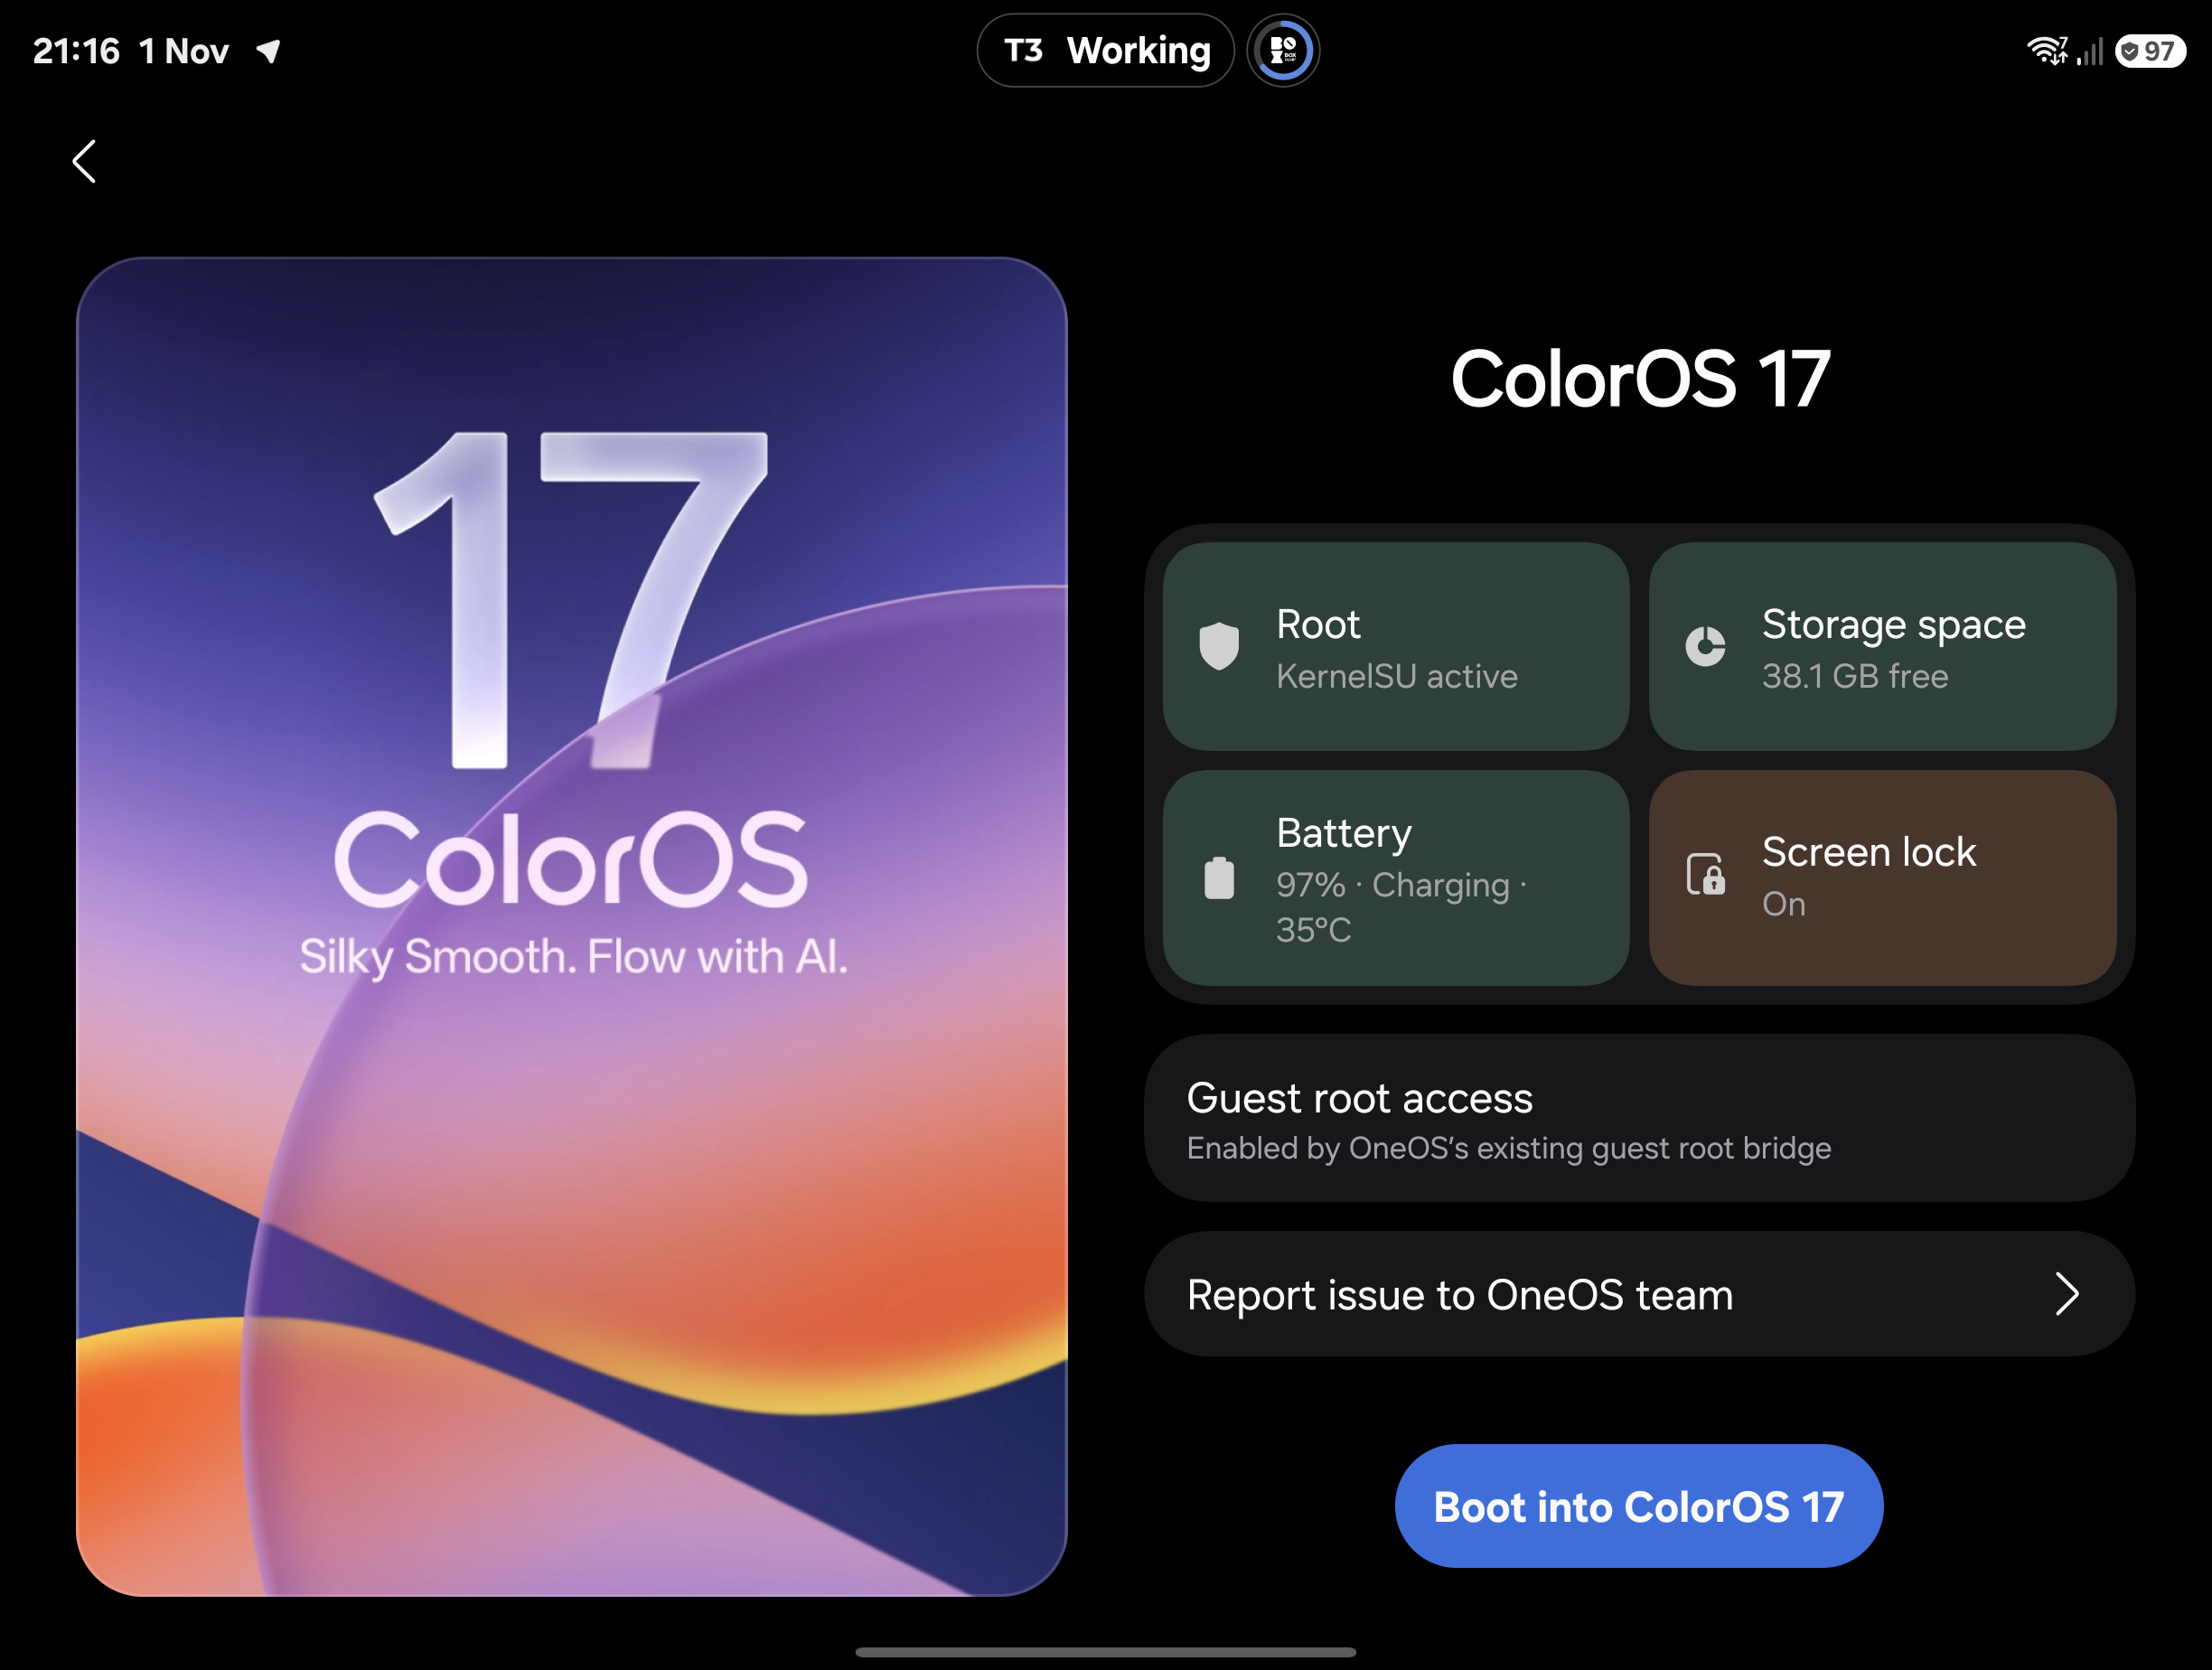 21:16 1 Nov
T3 Working
97
17
ColorOS
Silky Smooth. Flow with AI.
ColorOS 17
Root
KernelSU active
Storage space
38.1 GB free
Battery
97% · Charging ·
35°C
Screen lock
On
Guest root access
Enabled by OneOS’s existing guest root bridge
Report issue to OneOS team
Boot into ColorOS 17